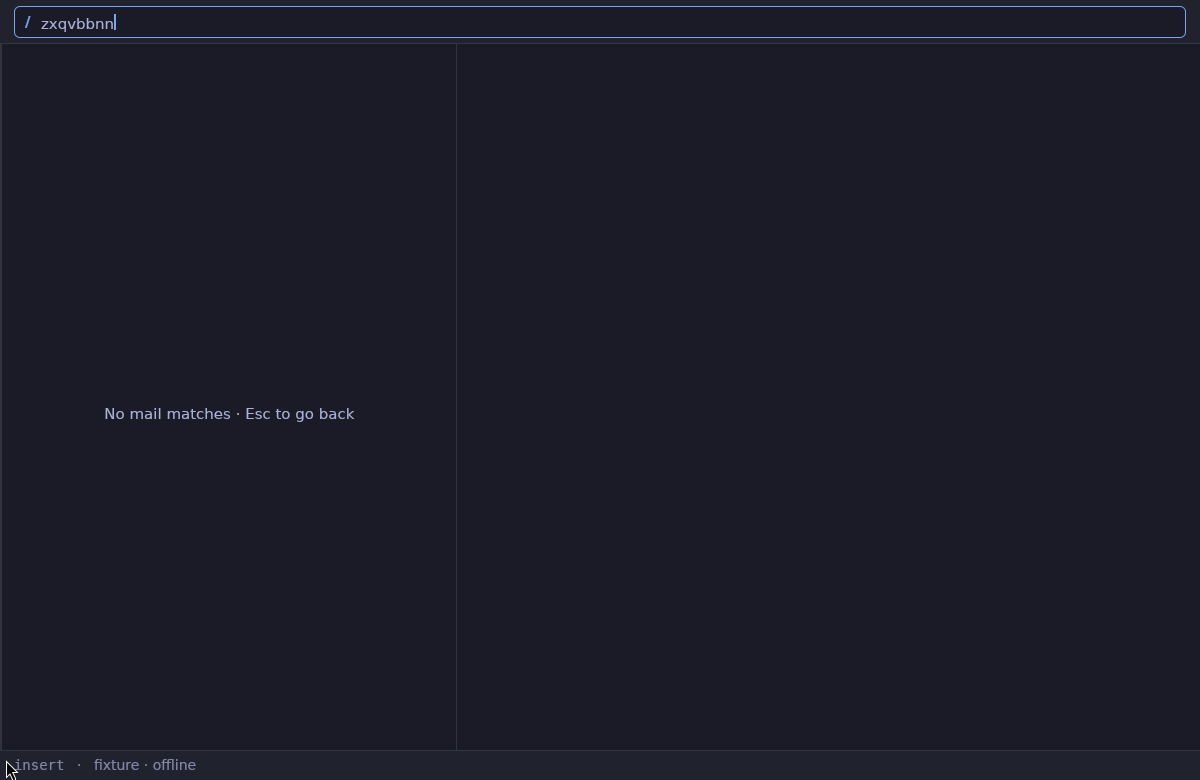 / zxqvbbnn
No mail matches · Esc to go back
insert · fixture · offline